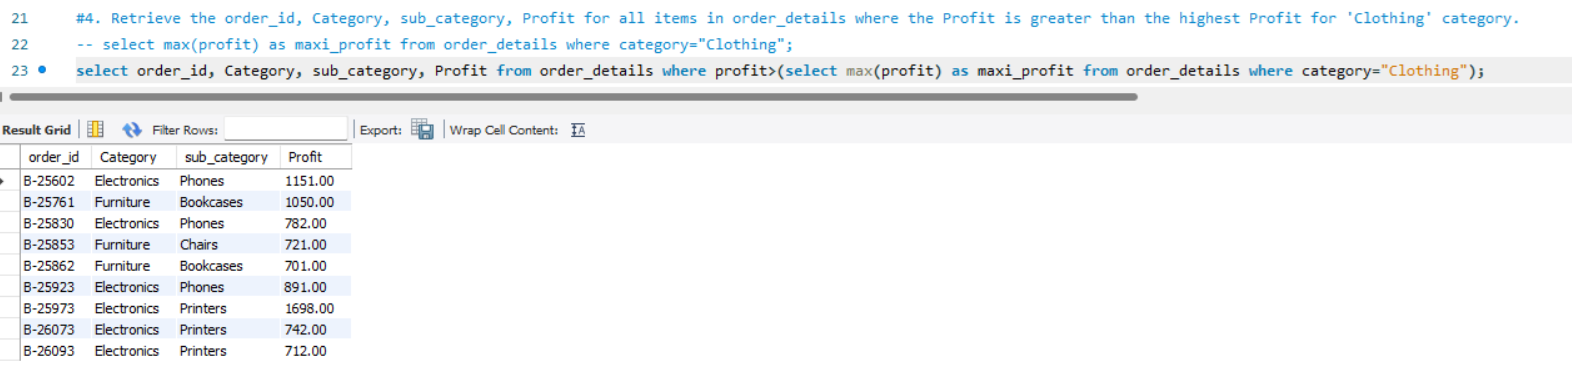 21 #4. Retrieve the order_id, Category, sub_category, Profit for all items in order_details where the Profit is greater than the highest Profit for 'Clothing' category.
22 -- select max(profit) as maxi_profit from order_details where category="Clothing";
23 select order_id, Category, sub_category, Profit from order_details where profit>(select max(profit) as maxi_profit from order_details where category="Clothing");
Result Grid Filter Rows: Export: Wrap Cell Content: IA
order_id Category sub_category Profit
B-25602 Electronics Phones 1151.00
B-25761 Furniture Bookcases 1050.00
B-25830 Electronics Phones 782.00
B-25853 Furniture Chairs 721.00
B-25862 Furniture Bookcases 701.00
B-25923 Electronics Phones 891.00
B-25973 Electronics Printers 1698.00
B-26073 Electronics Printers 742.00
B-26093 Electronics Printers 712.00